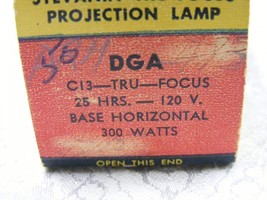 PROJECTION LAMP
DGA
C13—TRU—FOCUS
25 HRS. — 120 V.
BASE HORIZONTAL
300 WATTS
OPEN THIS END